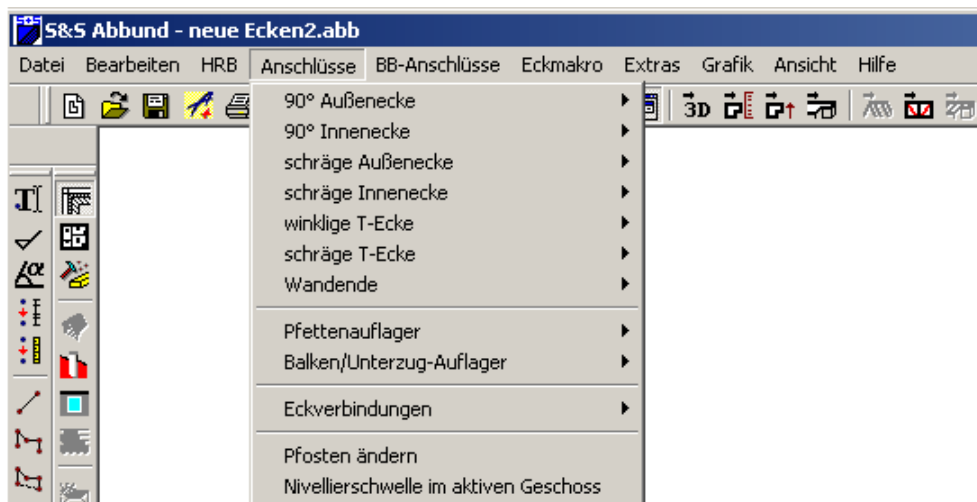 S&S Abbund - neue Ecken2.abb
Datei Bearbeiten HRB Anschlüsse BB-Anschlüsse Eckmakro Extras Grafik Ansicht Hilfe
3D
90° Außenecke
90° Innenecke
schräge Außenecke
schräge Innenecke
winklige T-Ecke
schräge T-Ecke
Wandende
Pfettenauflager
Balken/Unterzug-Auflager
Eckverbindungen
Pfosten ändern
Nivellierschwelle im aktiven Geschoss
T
α